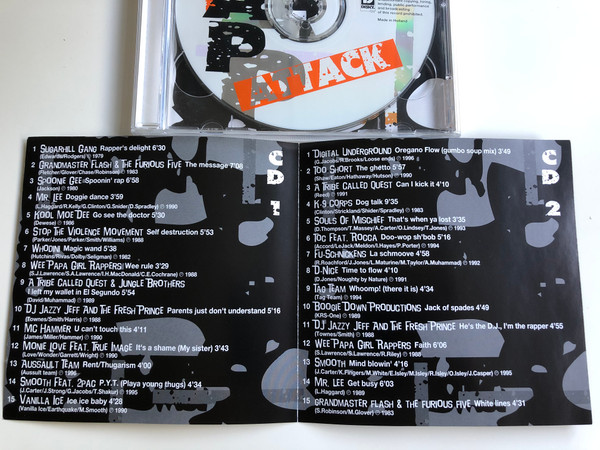 RAP
ATTACK
DISKY
Made in Holland
CD 1
1 Sugarhill Gang Rapper's delight 6'30
(Edwards/Rodgers) ℗ 1979
2 Grandmaster Flash & The Furious Five The message 7'08
(Fletcher/Glover/Chase/Robinson) ℗ 1983
3 Spoonie Gee Spoonin' rap 6'58
(Jackson) ℗ 1980
4 Mr. Lee Doggie dance 3'59
(L.Haggard/R.Kelly/G.Clinton/G.Snider/D.Spradley) ℗ 1990
5 Kool Moe Dee Go see the doctor 5'30
(Dewese) ℗ 1986
6 Stop The Violence Movement Self destruction 5'53
(Parker/Jones/Parker/Smith/Williams) ℗ 1988
7 Whodini Magic wand 5'38
(Hutchins/Rivas/Dolby/Seligman) ℗ 1982
8 Wee Papa Girl Rappers Wee rule 3'29
(S.J.Lawrence/S.A.Lawrence/I.H.MacDonald/C.E.Cochrane) ℗ 1988
9 A Tribe Called Quest & Jungle Brothers
I left my wallet in El Segundo 5'54
(David/Muhammad) ℗ 1989
10 DJ Jazzy Jeff And The Fresh Prince Parents just don't understand 5'16
(Townes/Smith/Harris) ℗ 1988
11 MC Hammer U can't touch this 4'11
(James/Miller/Hammer) ℗ 1990
12 Monie Love Feat. True Image It's a shame (My sister) 3'43
(Love/Wonder/Garrett/Wright) ℗ 1990
13 Aussault Team Rent/Thugarism 4'00
(Assault team) ℗ 1996
14 Smooth Feat. 2Pac P.Y.T. (Playa young thugs) 4'34
(J.Carter/J.Strong/G.Jacobs/T.Shakur) ℗ 1995
15 Vanilla Ice Ice ice baby 4'28
(Vanilla Ice/Earthquake/M.Smooth) ℗ 1990
CD 2
1 Digital Underground Oregano Flow (gumbo soup mix) 3'49
(G.Jacobs/R.Brooks/Loose ends) ℗ 1996
2 Too Short The ghetto 5'57
(Shaw/Eaton/Hathaway/Hutson) ℗ 1990
3 A Tribe Called Quest Can I kick it 4'10
(Reed) ℗ 1991
4 K-9 Corps Dog talk 9'35
(Clinton/Strickland/Shider/Spradley) ℗ 1983
5 Souls Of Mischief That's when ya lost 3'35
(D.Thompson/T.Massey/A.Carter/O.Lindsey/T.Jones) ℗ 1993
6 Toc Feat. Rocca Doo-wop sh'bob 5'16
(Accord/LeJack/Meldon/I.Hayes/P.Porter) ℗ 1994
7 Fu-Schnickens La schmoove 4'58
(R.Roachford/J.Jones/L.Maturine/M.Taylor/A.Muhammad) ℗ 1992
8 D-Nice Time to flow 4'10
(D.Jones/Noughty by Nature) ℗ 1991
9 Tag Team Whoomp! (there it is) 4'34
(Tag Team) ℗ 1994
10 Boogie Down Productions Jack of spades 4'49
(KRS-One) ℗ 1989
11 DJ Jazzy Jeff And The Fresh Prince He's the D.J., I'm the rapper 4'55
(Townes/Smith) ℗ 1988
12 Wee Papa Girl Rappers Faith 6'06
(S.Lawrence/S.Lawrence/R.Riley) ℗ 1988
13 Smooth Mind blowin' 4'16
(J.Carter/K.Fillgers/M.White/E.Isley/M.Isley/R.Isley/O.Isley/J.Casper) ℗ 1995
14 Mr. Lee Get busy 6'03
(L.Haggard) ℗ 1989
15 Grandmaster Flash & The Furious Five White lines 4'31
(S.Robinson/M.Glover) ℗ 1983